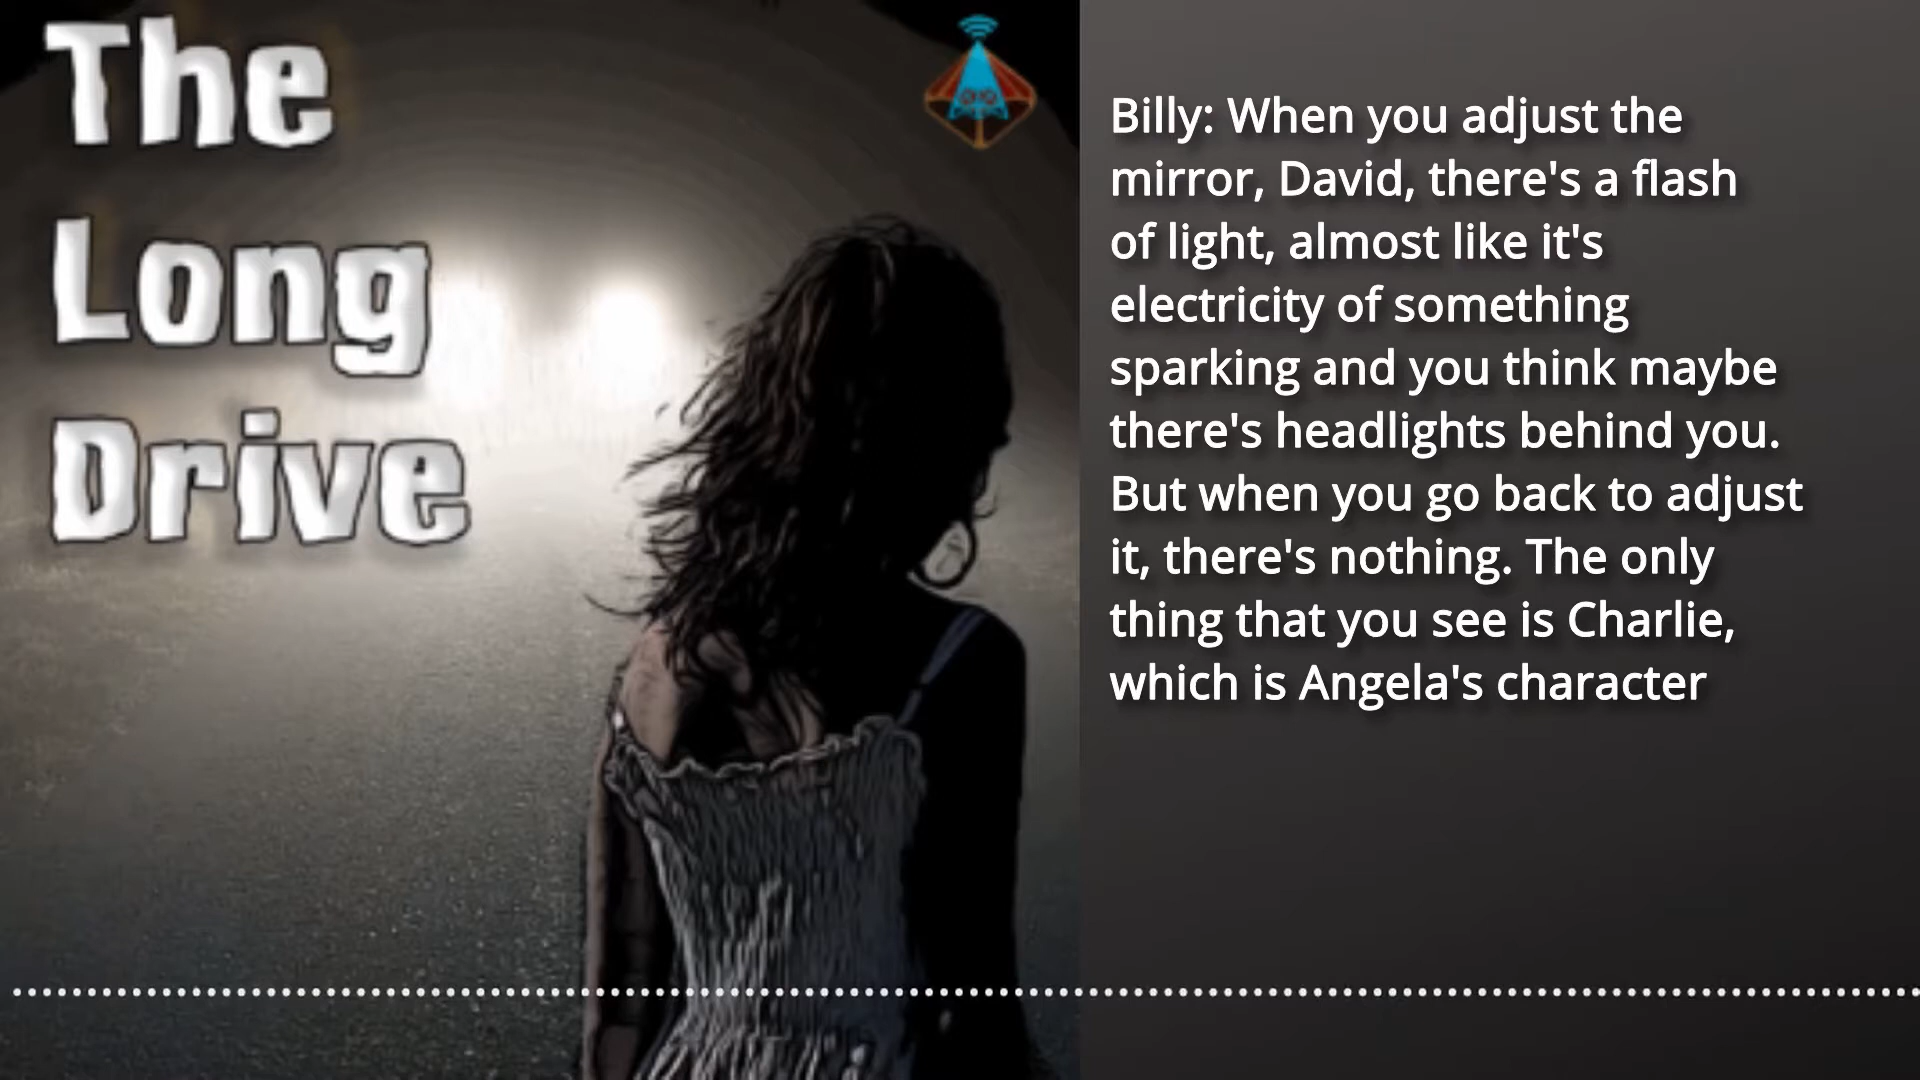 The
Long
Drive
Billy: When you adjust the
mirror, David, there's a flash
of light, almost like it's
electricity of something
sparking and you think maybe
there's headlights behind you.
But when you go back to adjust
it, there's nothing. The only
thing that you see is Charlie,
which is Angela's character